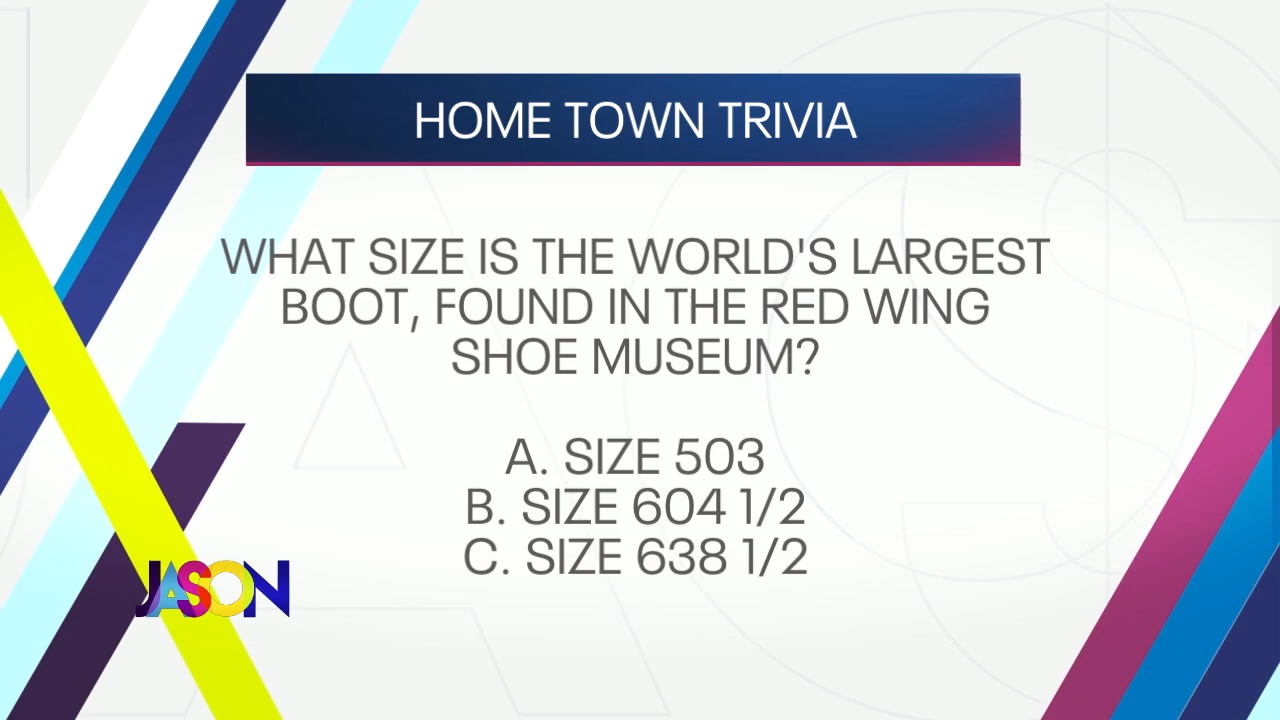 HOME TOWN TRIVIA
WHAT SIZE IS THE WORLD'S LARGEST
BOOT, FOUND IN THE RED WING
SHOE MUSEUM?
A. SIZE 503
B. SIZE 604 1/2
C. SIZE 638 1/2
JASON